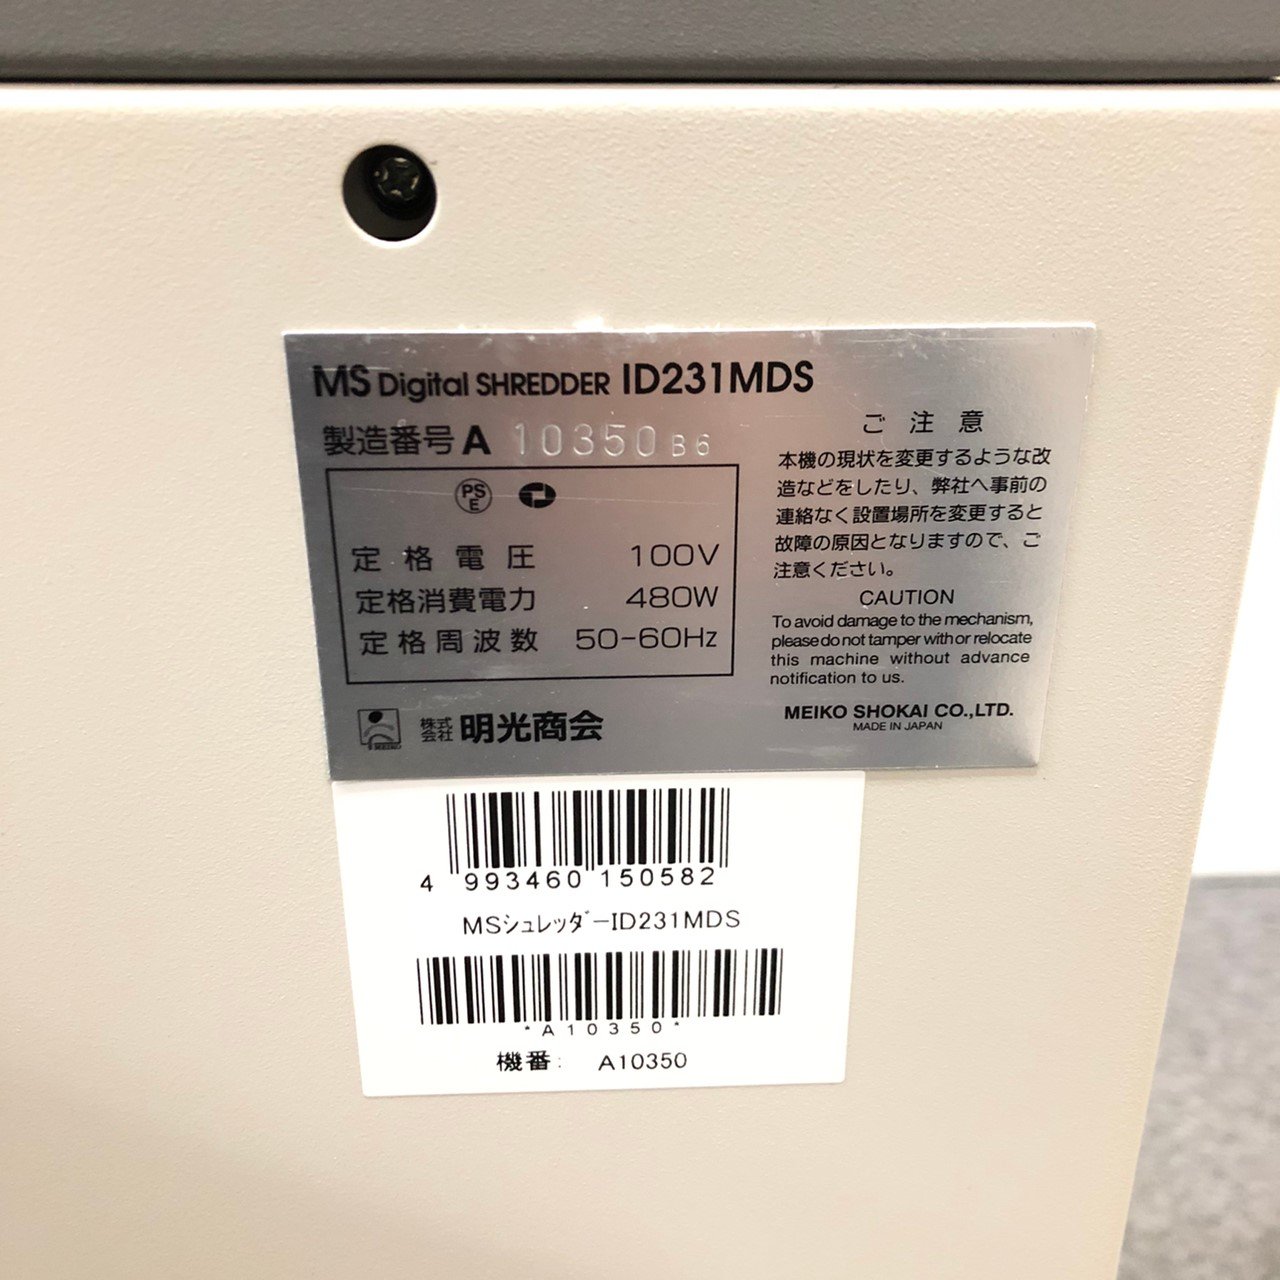 MS Digital SHREDDER ID231MDS
製造番号 A 10350 B6
PS
E
定格電圧 100V
定格消費電力 480W
定格周波数 50-60Hz
MEIKO
株式会社 明光商会
ご注意
本機の現状を変更するような改
造などをしたり、弊社へ事前の
連絡なく設置場所を変更すると
故障の原因となりますので、ご
注意ください。
CAUTION
To avoid damage to the mechanism,
please do not tamper with or relocate
this machine without advance
notification to us.
MEIKO SHOKAI CO.,LTD.
MADE IN JAPAN
4 993460 150582
MSシュレッダーID231MDS
*A10350*
機番: A10350